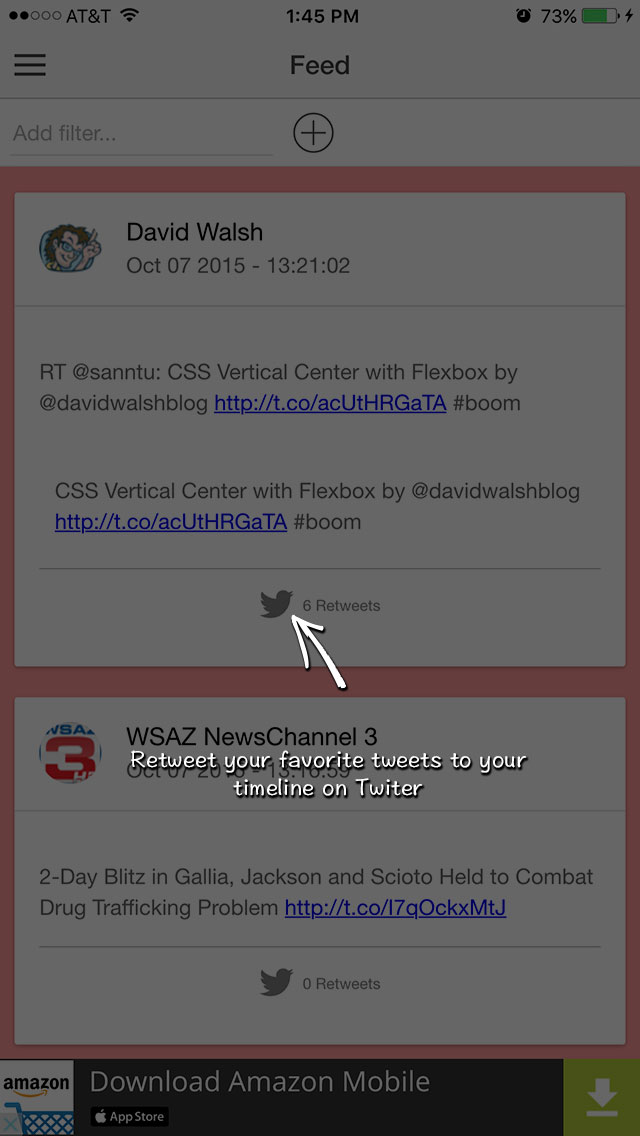 AT&T 1:45 PM 73%
Feed
Add filter...
David Walsh
Oct 07 2015 - 13:21:02
RT @sanntu: CSS Vertical Center with Flexbox by
@davidwalshblog http://t.co/acUtHRGaTA #boom
CSS Vertical Center with Flexbox by @davidwalshblog
http://t.co/acUtHRGaTA #boom
6 Retweets
WSAZ
3
WSAZ NewsChannel 3
Oct 07 2015 - 13:16:59
Retweet your favorite tweets to your
timeline on Twiter
2-Day Blitz in Gallia, Jackson and Scioto Held to Combat
Drug Trafficking Problem http://t.co/I7qOckxMtJ
0 Retweets
amazon
Download Amazon Mobile
App Store